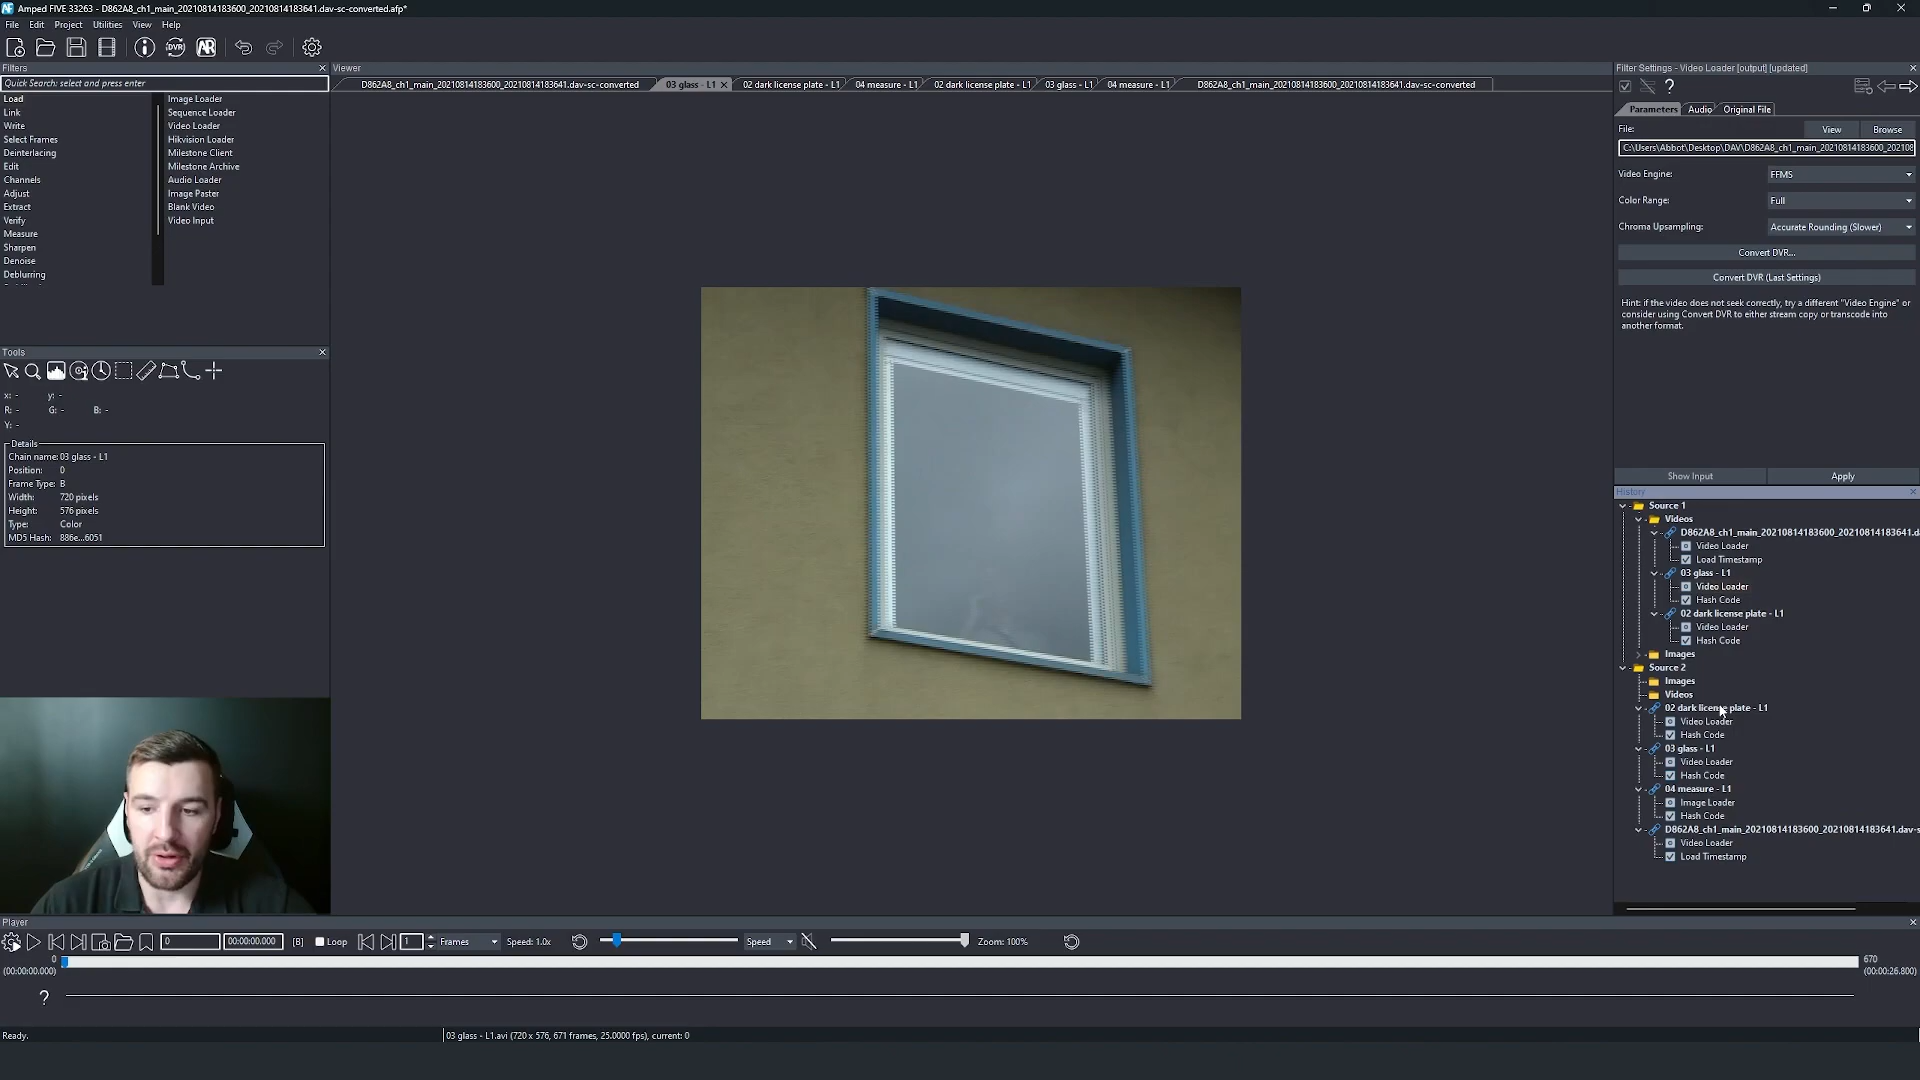 Amped FIVE 33263 - D862A8_ch1_main_20210814183600_20210814183641.dav-sc-converted.afp*
File Edit Project Utilities View Help
Filters
Quick Search: select and press enter
Load
Link
Write
Select Frames
Deinterlacing
Edit
Channels
Adjust
Extract
Verify
Measure
Sharpen
Denoise
Deblurring
Image Loader
Sequence Loader
Video Loader
Hikvision Loader
Milestone Client
Milestone Archive
Audio Loader
Image Paster
Blank Video
Video Input
Tools
x: - y: -
R: - G: - B: -
Y: -
Details
Chain name: 03 glass - L1
Position: 0
Frame Type: B
Width: 720 pixels
Height: 576 pixels
Type: Color
MD5 Hash: 886e...6051
Viewer
D862A8_ch1_main_20210814183600_20210814183641.dav-sc-converted 03 glass - L1 02 dark license plate - L1 04 measure - L1 02 dark license plate - L1 03 glass - L1 04 measure - L1 D862A8_ch1_main_20210814183600_20210814183641.dav-sc-converted
Filter Settings - Video Loader [output] [updated]
Parameters Audio Original File
File: View Browse
C:\Users\Abbot\Desktop\DAV\D862A8_ch1_main_20210814183600_202108
Video Engine: FFMS
Color Range: Full
Chroma Upsampling: Accurate Rounding (Slower)
Convert DVR...
Convert DVR (Last Settings)
Hint: if the video does not seek correctly, try a different "Video Engine" or
consider using Convert DVR to either stream copy or transcode into
another format.
Show Input Apply
History
Source 1
Videos
D862A8_ch1_main_20210814183600_20210814183641.d
Video Loader
Load Timestamp
03 glass - L1
Video Loader
Hash Code
02 dark license plate - L1
Video Loader
Hash Code
Images
Source 2
Images
Videos
02 dark license plate - L1
Video Loader
Hash Code
03 glass - L1
Video Loader
Hash Code
04 measure - L1
Image Loader
Hash Code
D862A8_ch1_main_20210814183600_20210814183641.dav-s
Video Loader
Load Timestamp
Player
0 00:00:00.000 [B] Loop 1 Frames Speed: 1.0x Speed Zoom: 100%
0
(00:00:00.000)
670
(00:00:26.800)
?
Ready. 03 glass - L1.avi (720 x 576, 671 frames, 25.0000 fps), current: 0